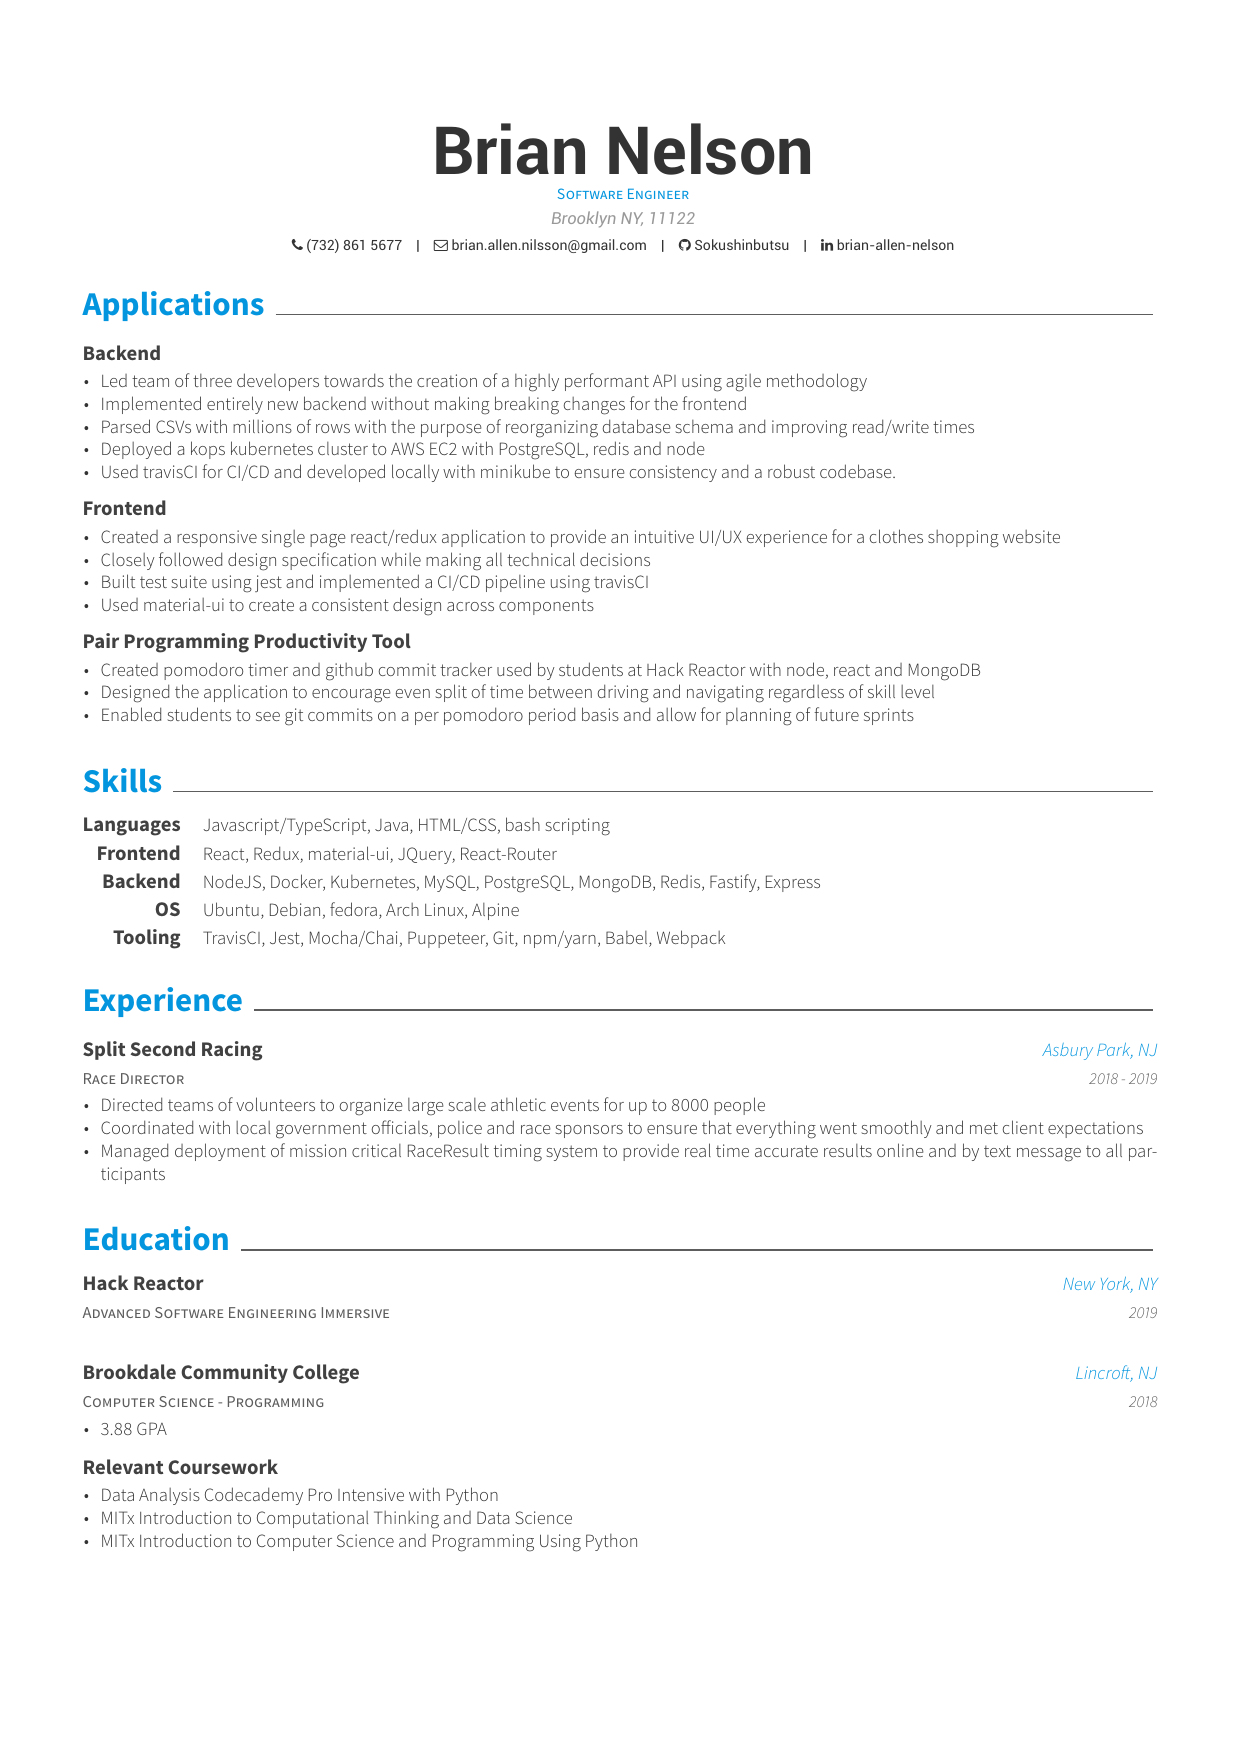 Brian Nelson
Software Engineer
Brooklyn NY, 11122
(732) 861 5677 | brian.allen.nilsson@gmail.com | Sokushinbutsu | brian-allen-nelson
Applications
Backend
• Led team of three developers towards the creation of a highly performant API using agile methodology
• Implemented entirely new backend without making breaking changes for the frontend
• Parsed CSVs with millions of rows with the purpose of reorganizing database schema and improving read/write times
• Deployed a kops kubernetes cluster to AWS EC2 with PostgreSQL, redis and node
• Used travisCI for CI/CD and developed locally with minikube to ensure consistency and a robust codebase.
Frontend
• Created a responsive single page react/redux application to provide an intuitive UI/UX experience for a clothes shopping website
• Closely followed design specification while making all technical decisions
• Built test suite using jest and implemented a CI/CD pipeline using travisCI
• Used material-ui to create a consistent design across components
Pair Programming Productivity Tool
• Created pomodoro timer and github commit tracker used by students at Hack Reactor with node, react and MongoDB
• Designed the application to encourage even split of time between driving and navigating regardless of skill level
• Enabled students to see git commits on a per pomodoro period basis and allow for planning of future sprints
Skills
Languages Javascript/TypeScript, Java, HTML/CSS, bash scripting
Frontend React, Redux, material-ui, JQuery, React-Router
Backend NodeJS, Docker, Kubernetes, MySQL, PostgreSQL, MongoDB, Redis, Fastify, Express
OS Ubuntu, Debian, fedora, Arch Linux, Alpine
Tooling TravisCI, Jest, Mocha/Chai, Puppeteer, Git, npm/yarn, Babel, Webpack
Experience
Split Second Racing Asbury Park, NJ
Race Director 2018 - 2019
• Directed teams of volunteers to organize large scale athletic events for up to 8000 people
• Coordinated with local government officials, police and race sponsors to ensure that everything went smoothly and met client expectations
• Managed deployment of mission critical RaceResult timing system to provide real time accurate results online and by text message to all par-
ticipants
Education
Hack Reactor New York, NY
Advanced Software Engineering Immersive 2019
Brookdale Community College Lincroft, NJ
Computer Science - Programming 2018
• 3.88 GPA
Relevant Coursework
• Data Analysis Codecademy Pro Intensive with Python
• MITx Introduction to Computational Thinking and Data Science
• MITx Introduction to Computer Science and Programming Using Python